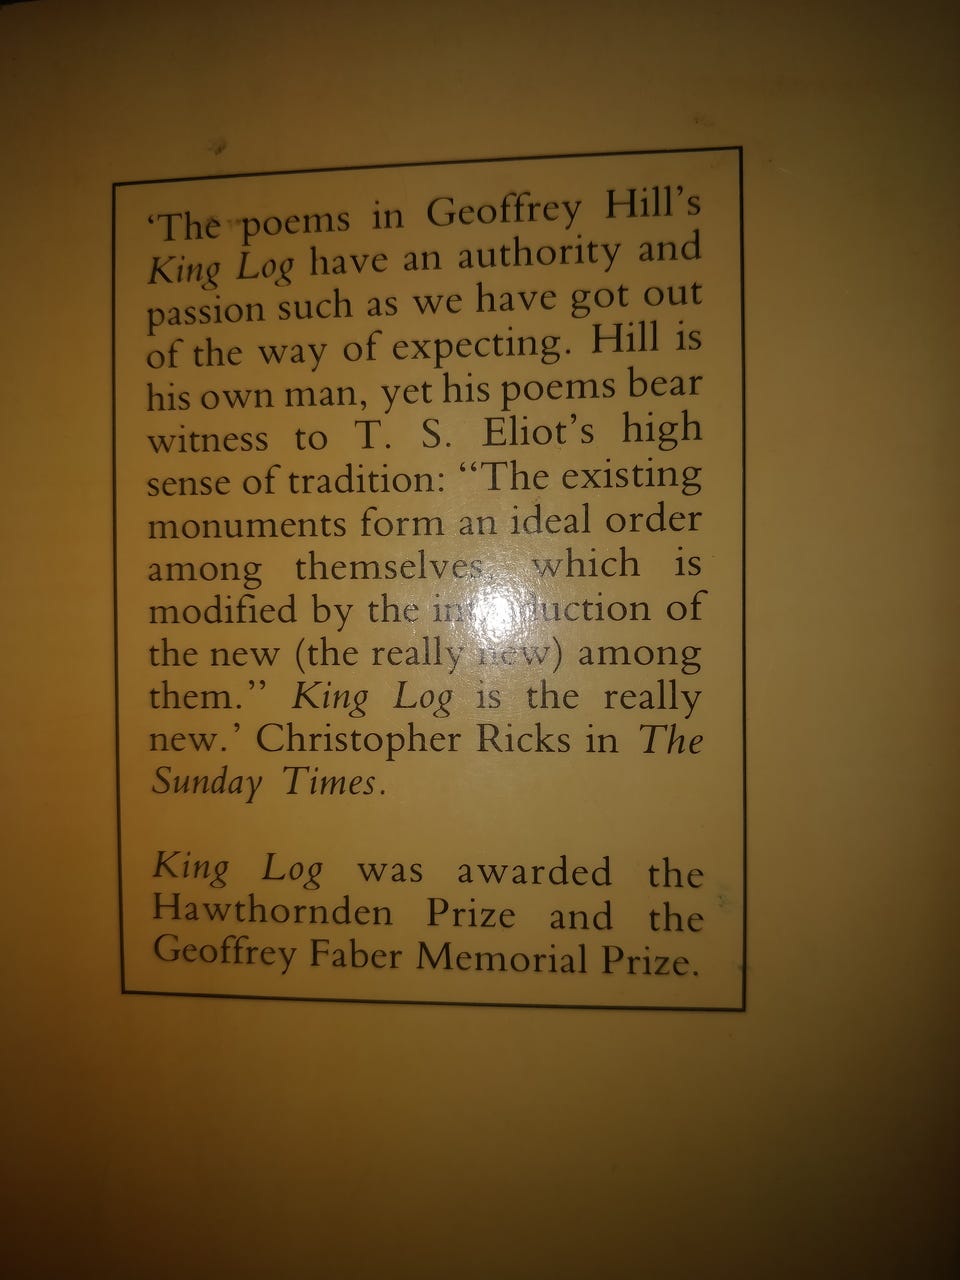 ‘The poems in Geoffrey Hill’s
King Log have an authority and
passion such as we have got out
of the way of expecting. Hill is
his own man, yet his poems bear
witness to T. S. Eliot’s high
sense of tradition: “The existing
monuments form an ideal order
among themselves, which is
modified by the introduction of
the new (the really new) among
them.” King Log is the really
new.’ Christopher Ricks in The
Sunday Times.
King Log was awarded the
Hawthornden Prize and the
Geoffrey Faber Memorial Prize.